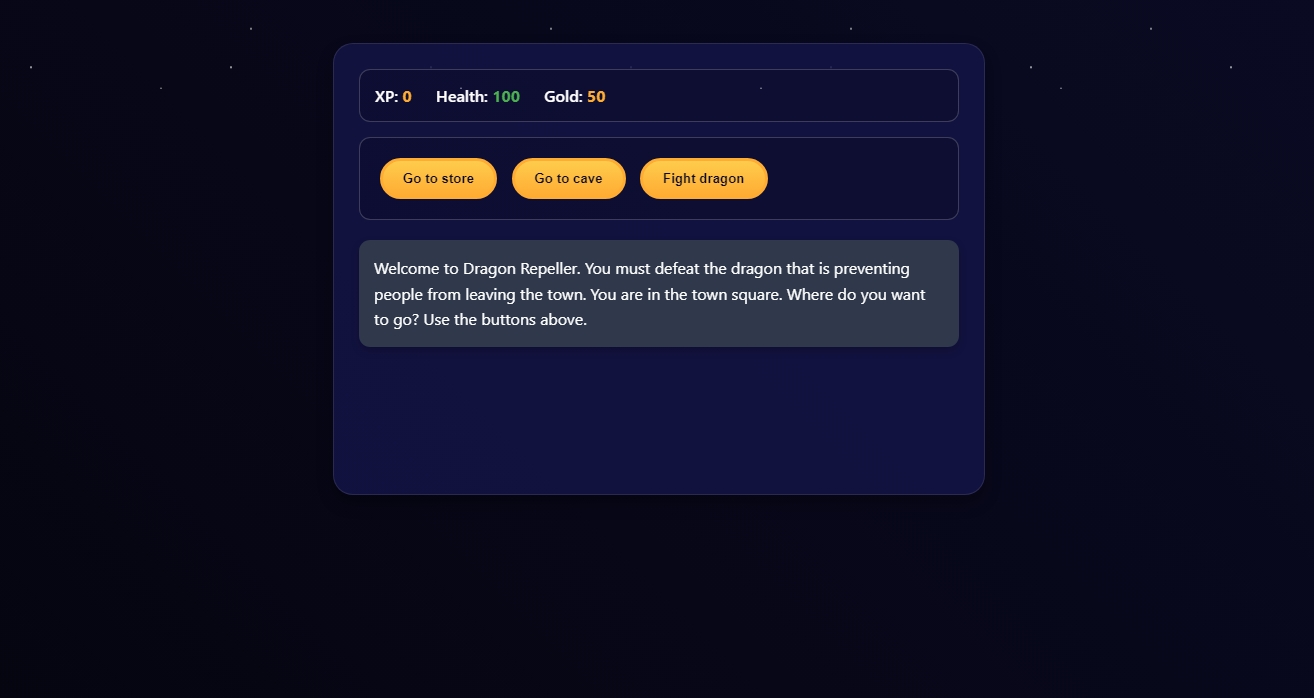 XP: 0 Health: 100 Gold: 50
Go to store Go to cave Fight dragon
Welcome to Dragon Repeller. You must defeat the dragon that is preventing
people from leaving the town. You are in the town square. Where do you want
to go? Use the buttons above.